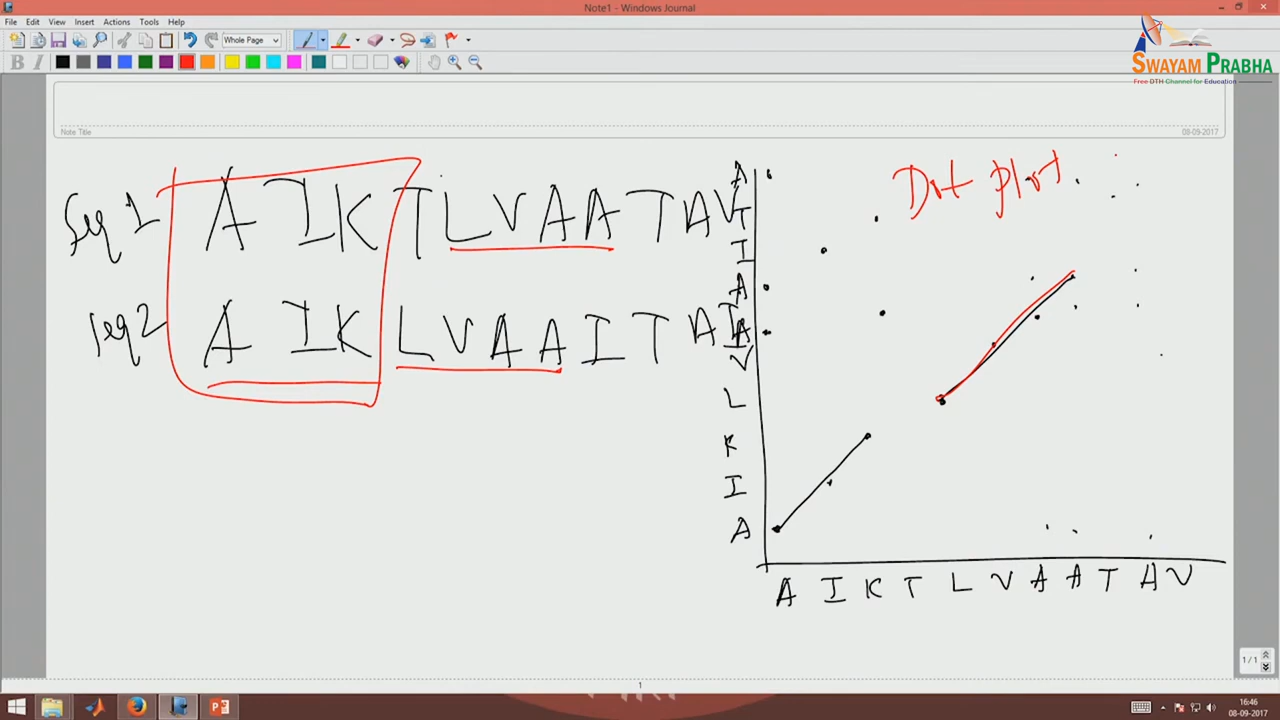 Note1 - Windows Journal
File Edit View Insert Actions Tools Help
Whole Page
B I
SWAYAM PRABHA
Free DTH Channel for Education
Note Title
08-09-2017
Dot plot
Seq 1 A I K T L V A A T A V
Seq 2 A I K L V A A I T A
A
T
I
A
A
V
L
K
I
A
A I K T L V A A T A V
1/1
1
16:46
08-09-2017